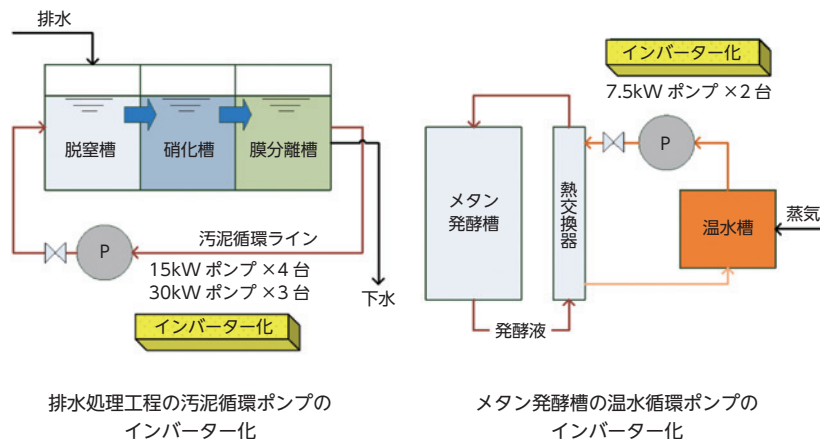 排水
脱窒槽
硝化槽
膜分離槽
P
汚泥循環ライン
15kW ポンプ ×4 台
30kW ポンプ ×3 台
下水
インバーター化
排水処理工程の汚泥循環ポンプの
インバーター化
インバーター化
7.5kW ポンプ ×2 台
P
メタン
発酵槽
熱交換器
温水槽
蒸気
発酵液
メタン発酵槽の温水循環ポンプの
インバーター化